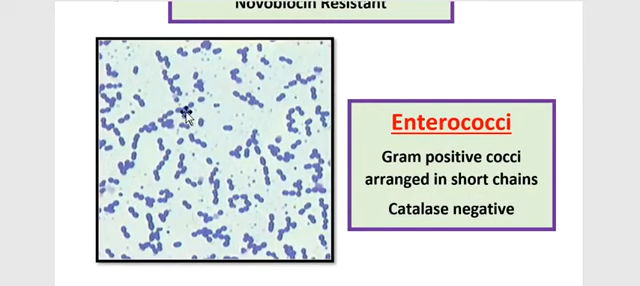 Novobiocin Resistant
Enterococci
Gram positive cocci
arranged in short chains
Catalase negative